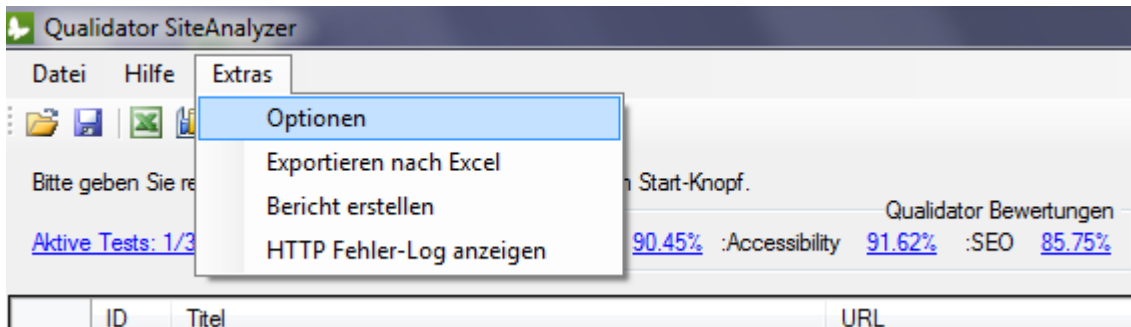 Qualidator SiteAnalyzer
Datei Hilfe Extras
Optionen
Exportieren nach Excel
Bitte geben Sie Start-Knopf.
Bericht erstellen
Qualidator Bewertungen
Aktive Tests: 1/3 90.45% :Accessibility 91.62% :SEO 85.75%
HTTP Fehler-Log anzeigen
ID Titel URL